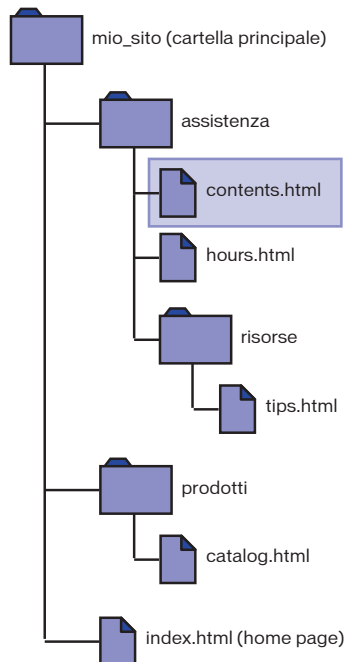 mio_sito (cartella principale)
assistenza
contents.html
hours.html
risorse
tips.html
prodotti
catalog.html
index.html (home page)